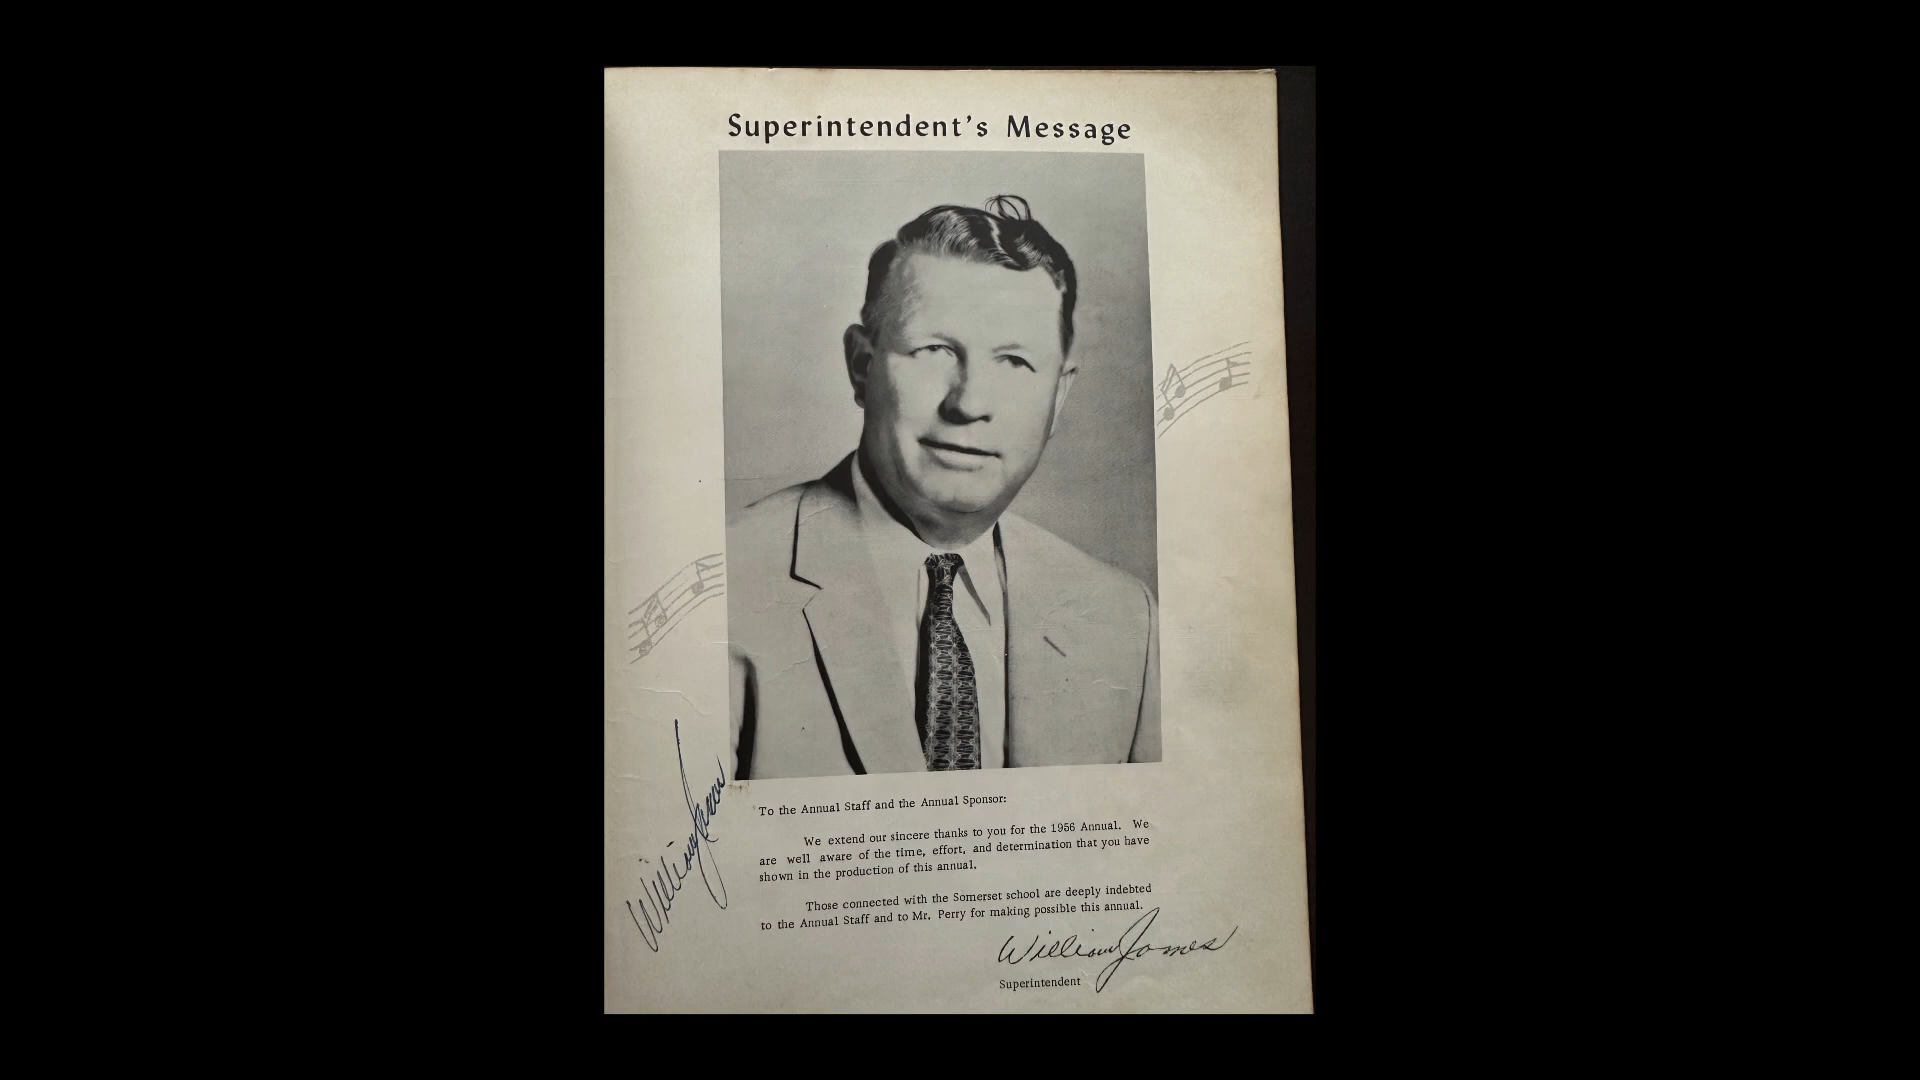 Superintendent's Message
To the Annual Staff and the Annual Sponsor:
We extend our sincere thanks to you for the 1956 Annual. We
are well aware of the time, effort, and determination that you have
shown in the production of this annual.
Those connected with the Somerset school are deeply indebted
to the Annual Staff and to Mr. Perry for making possible this annual.
William James
Superintendent
William James